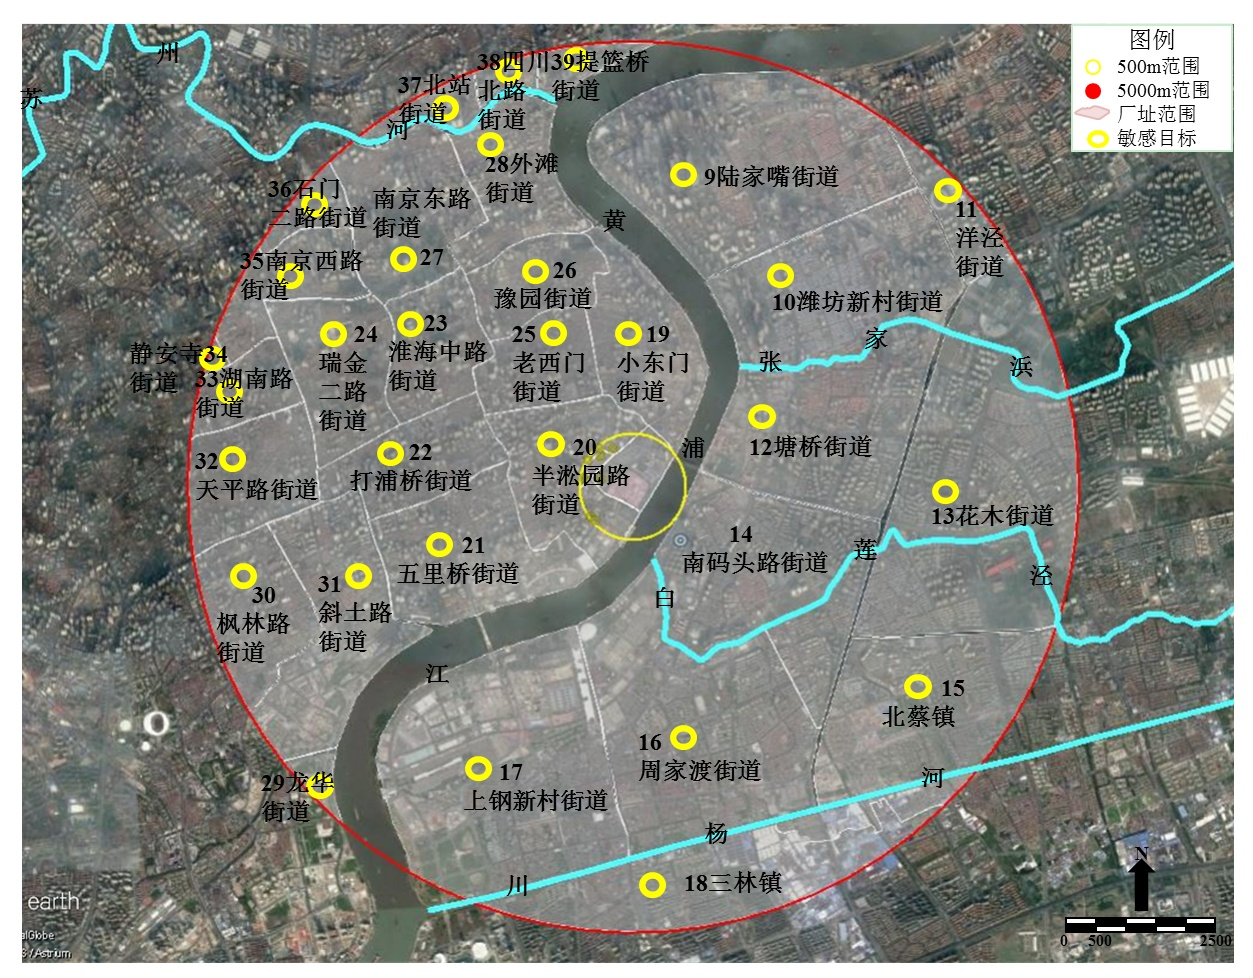 图例
500m范围
5000m范围
厂址范围
敏感目标
苏
州
河
37北站
街道
38四川
北路
街道
39提篮桥
街道
28外滩
街道
9陆家嘴街道
11
洋泾
街道
36石门
二路街道
南京东路
街道
27
黄
35南京西路
街道
26
豫园街道
10潍坊新村街道
静安寺34
街道
33湖南路
街道
24
瑞金
二路
街道
23
淮海中路
街道
25
老西门
街道
19
小东门
街道
张
家
浜
32
天平路街道
22
打浦桥街道
20
半淞园路
街道
浦
12塘桥街道
13花木街道
21
五里桥街道
14
南码头路街道
白
莲
泾
30
枫林路
街道
31
斜土路
街道
江
15
北蔡镇
16
周家渡街道
17
上钢新村街道
29龙华
街道
川
杨
河
18三林镇
N
0 500 2500
earth
alGlobe
S / Astrium